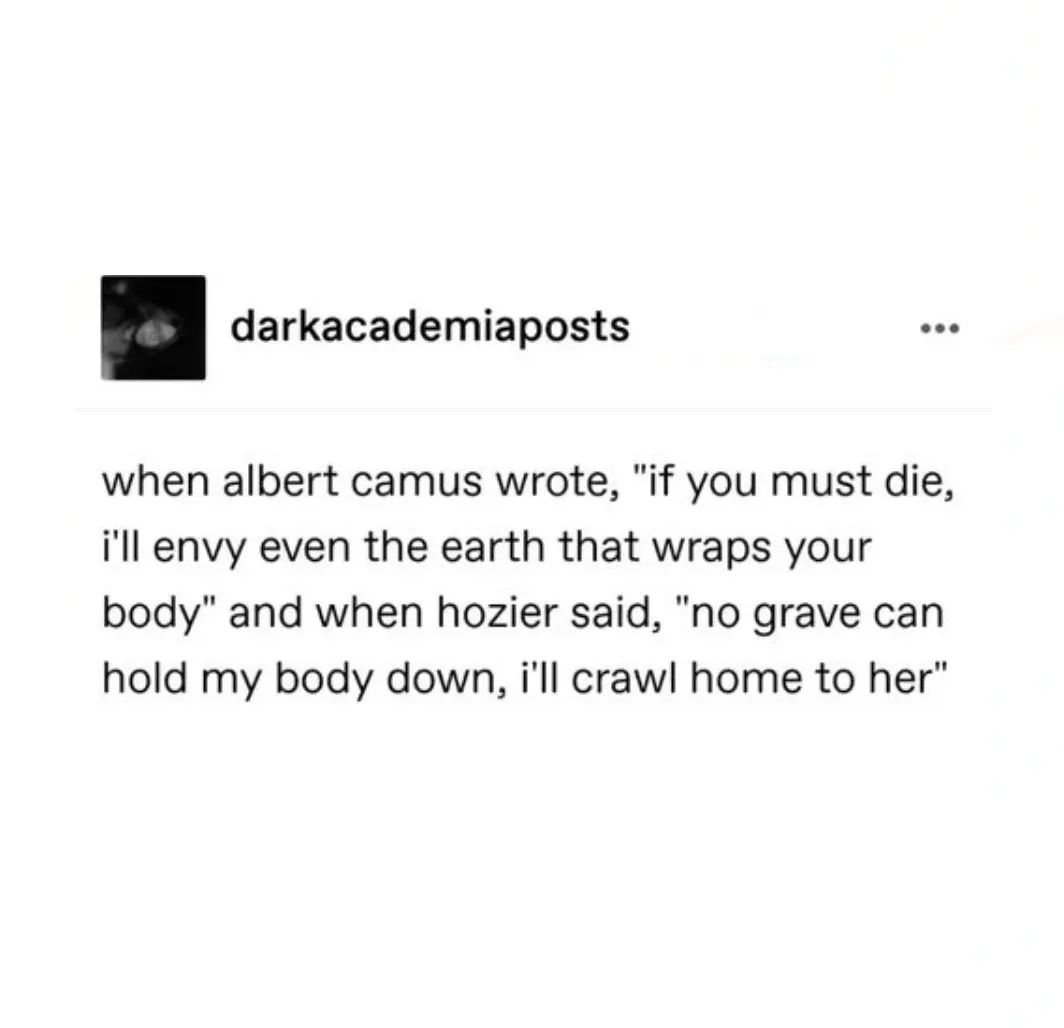 darkacademiaposts
when albert camus wrote, "if you must die,
i'll envy even the earth that wraps your
body" and when hozier said, "no grave can
hold my body down, i'll crawl home to her"